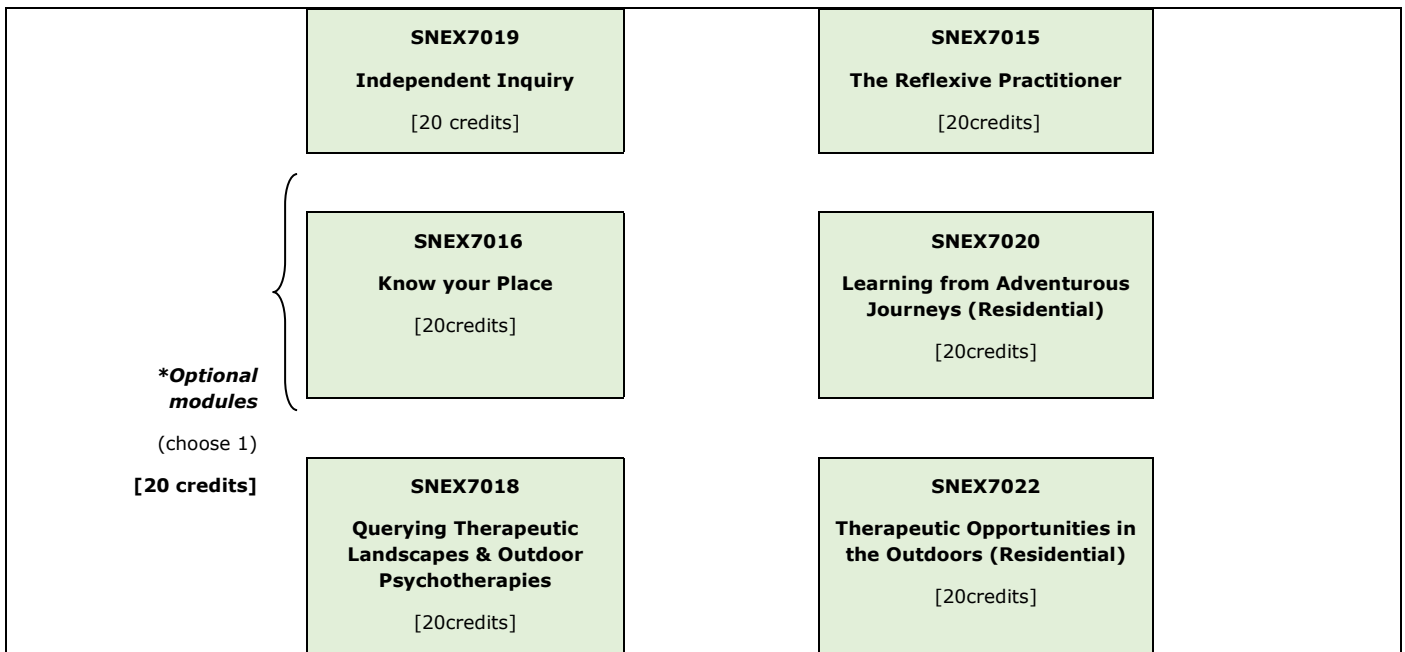 SNEX7019
Independent Inquiry
[20 credits]
SNEX7015
The Reflexive Practitioner
[20credits]
*Optional
modules
(choose 1)
[20 credits]
SNEX7016
Know your Place
[20credits]
SNEX7020
Learning from Adventurous
Journeys (Residential)
[20credits]
SNEX7018
Querying Therapeutic
Landscapes & Outdoor
Psychotherapies
[20credits]
SNEX7022
Therapeutic Opportunities in
the Outdoors (Residential)
[20credits]